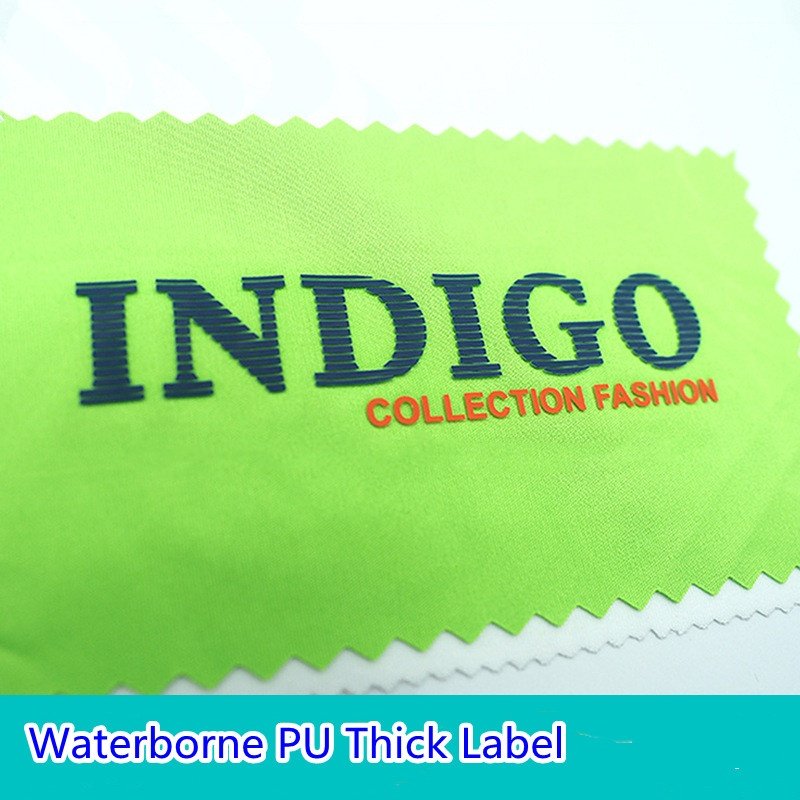 INDIGO
COLLECTION FASHION
Waterborne PU Thick Label